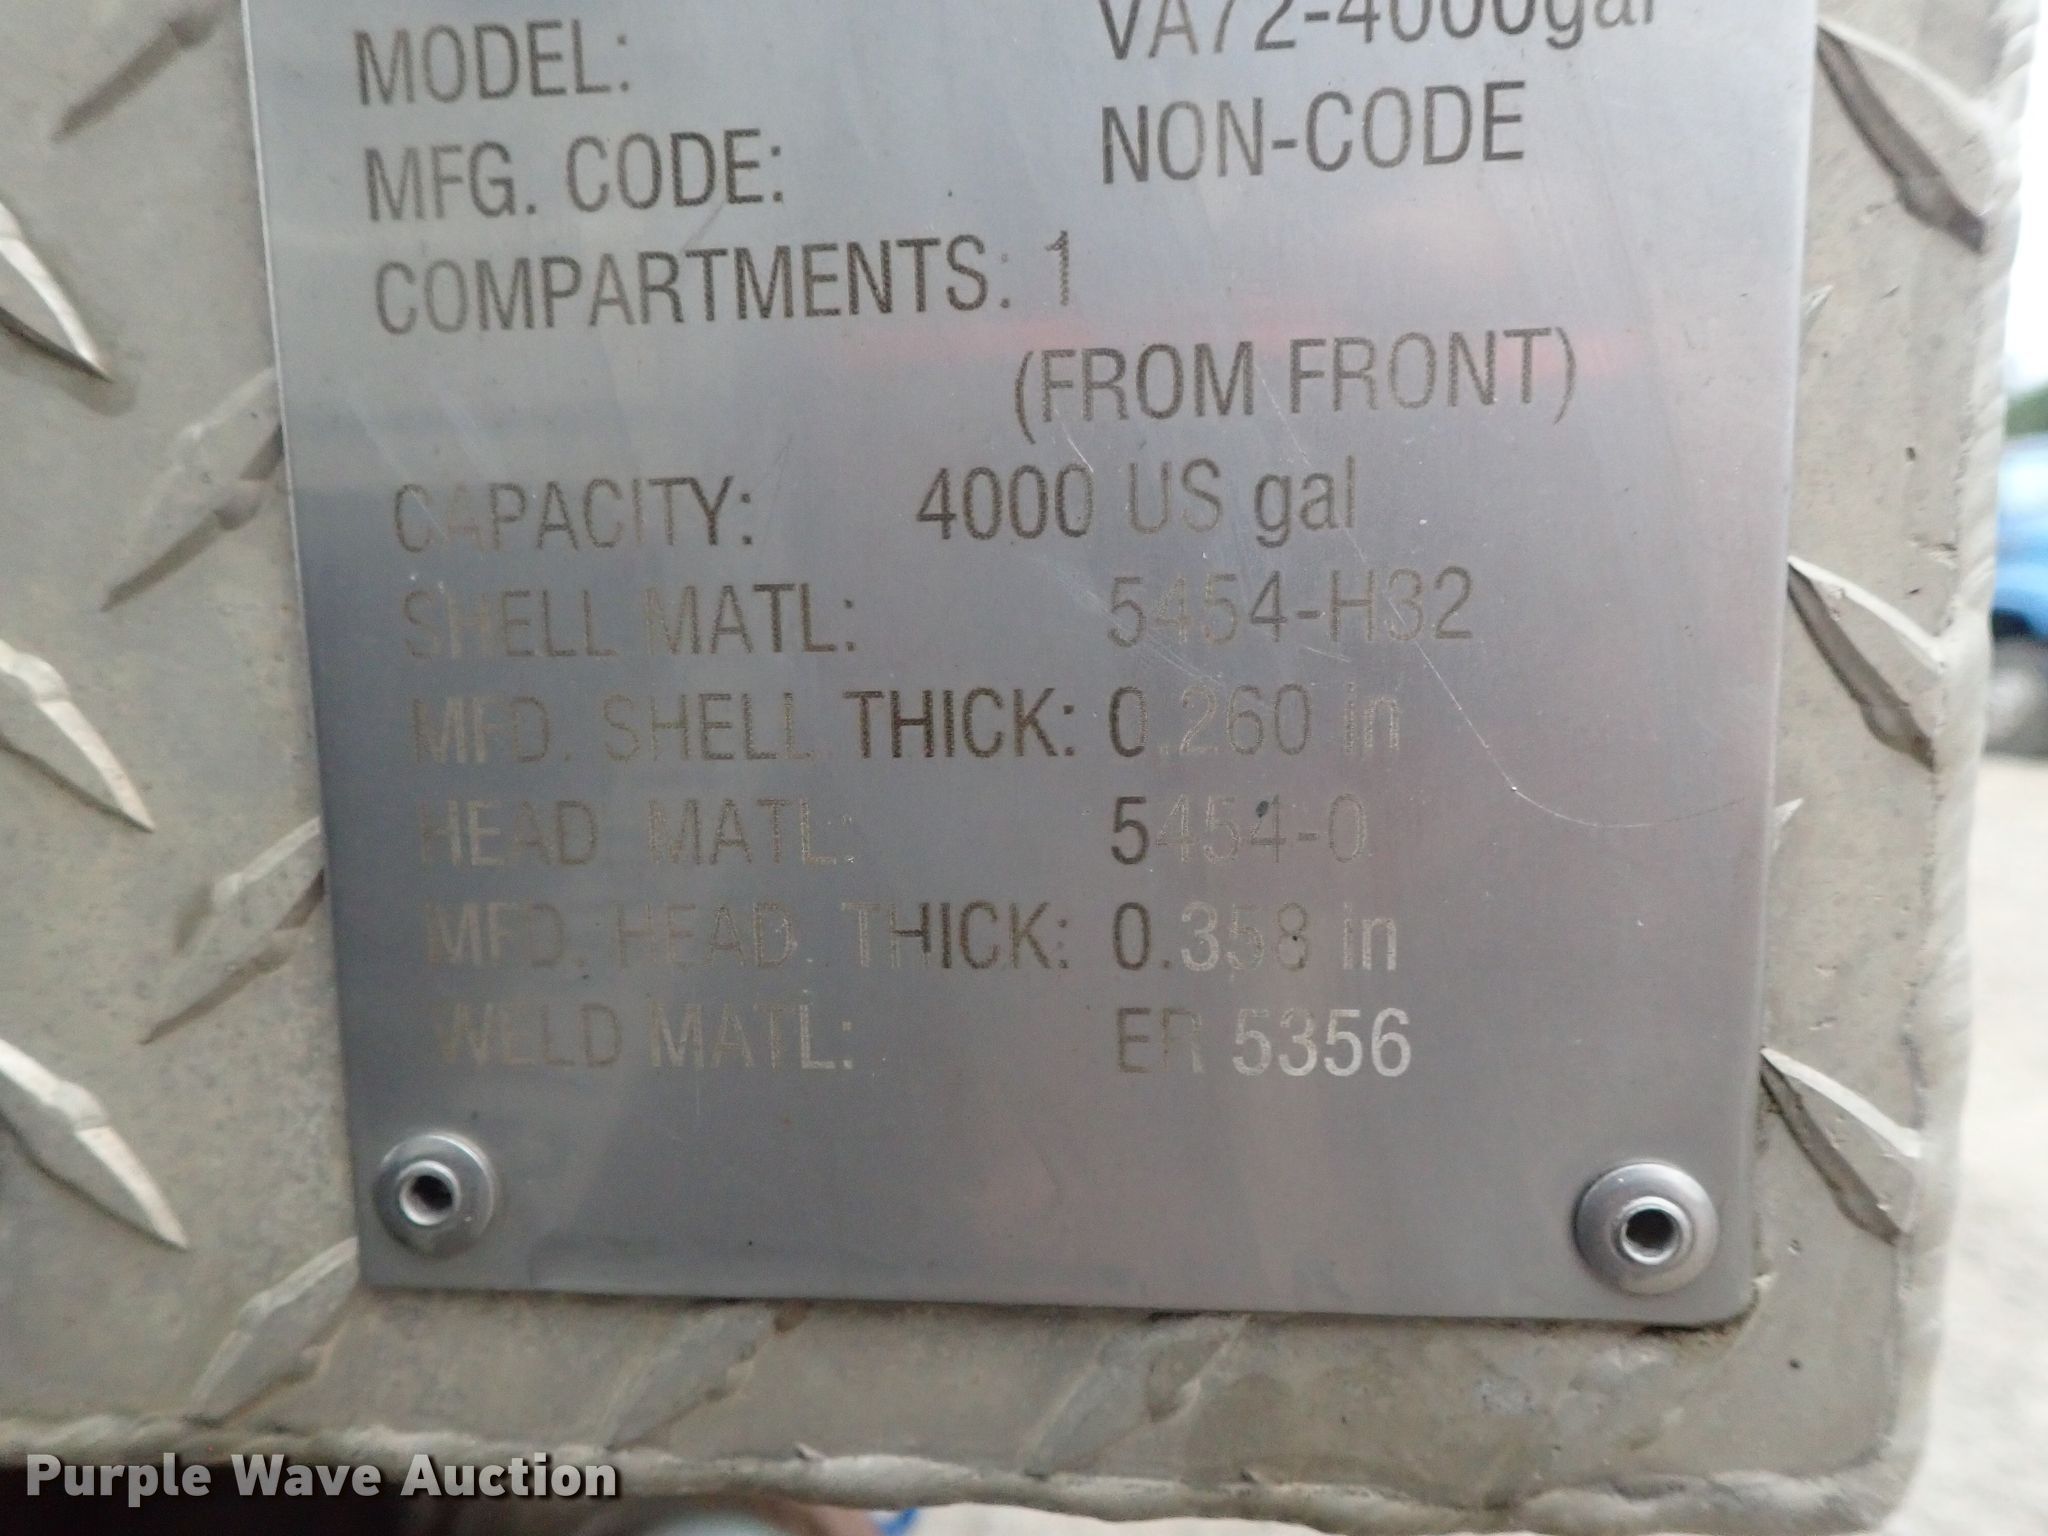 MODEL: VA72-4000gal
MFG. CODE: NON-CODE
COMPARTMENTS: 1
(FROM FRONT)
CAPACITY: 4000 US gal
SHELL MATL: 5454-H32
MFD. SHELL THICK: 0.260 in
HEAD MATL: 5454-0
MFD. HEAD THICK: 0.358 in
WELD MATL: ER 5356
Purple Wave Auction